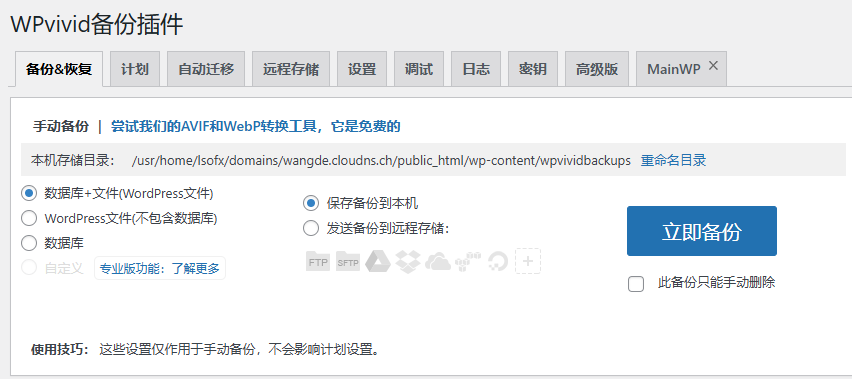 WPvivid备份插件
备份&恢复 计划 自动迁移 远程存储 设置 调试 日志 密钥 高级版 MainWP ×
手动备份 | 尝试我们的AVIF和WebP转换工具，它是免费的
本机存储目录： /usr/home/lsofx/domains/wangde.cloudns.ch/public_html/wp-content/wpvividbackups 重命名目录
数据库+文件(WordPress文件)
WordPress文件(不包含数据库)
数据库
自定义 专业版功能：了解更多
保存备份到本机
发送备份到远程存储：
FTP SFTP
立即备份
此备份只能手动删除
使用技巧： 这些设置仅作用于手动备份，不会影响计划设置。